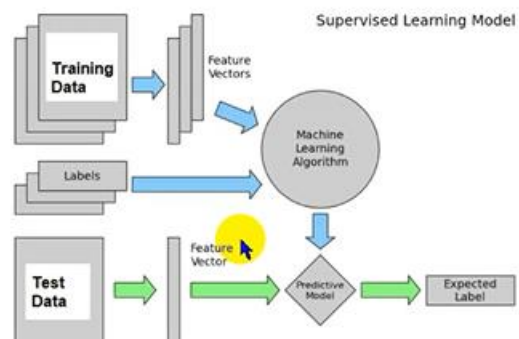 Supervised Learning Model
Training
Data
Feature
Vectors
Machine
Learning
Algorithm
Labels
Feature
Vector
Test
Data
Predictive
Model
Expected
Label